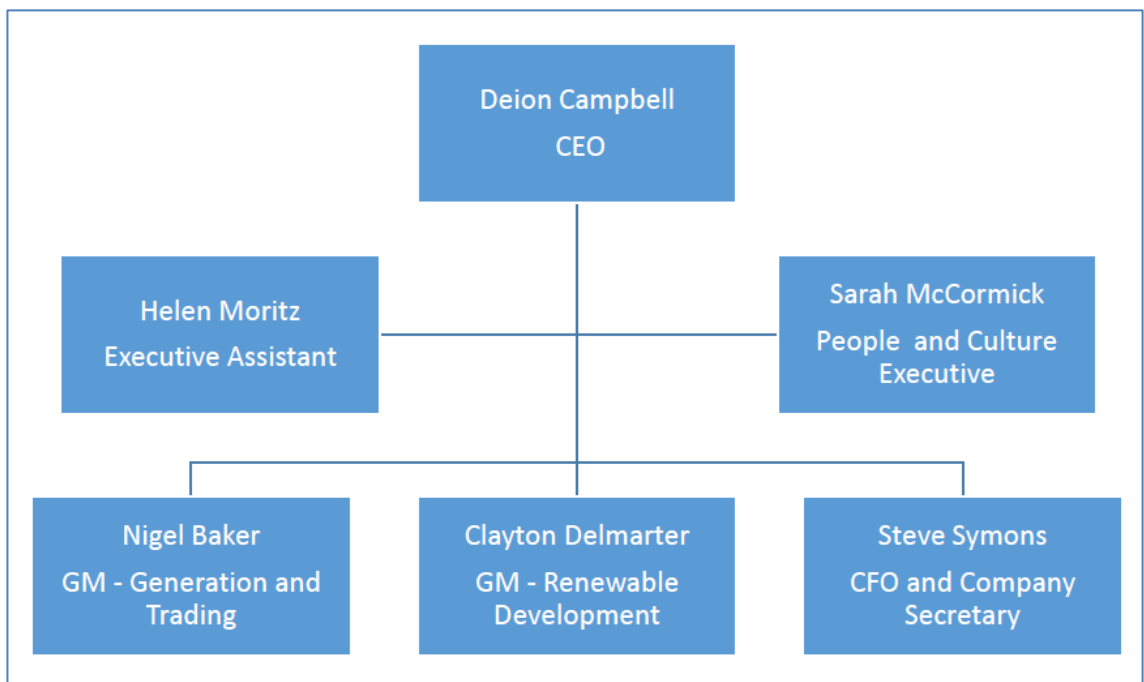 Deion Campbell
CEO
Helen Moritz
Executive Assistant
Sarah McCormick
People and Culture
Executive
Nigel Baker
GM - Generation and
Trading
Clayton Delmarter
GM - Renewable
Development
Steve Symons
CFO and Company
Secretary